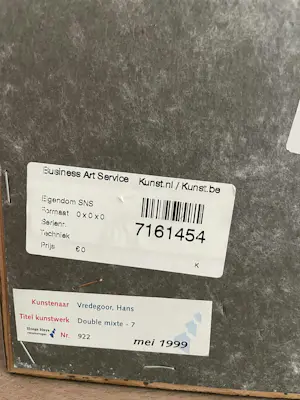 Business Art Service Kunst.nl / Kunst.be
Eigendom SNS
Formaat 0 x 0 x 0
Serienr.
Techniek
Prijs € 0
7161454
K
Kunstenaar Vredegoor, Hans
Titel kunstwerk Double mixte - 7
Nr. 922
mei 1999